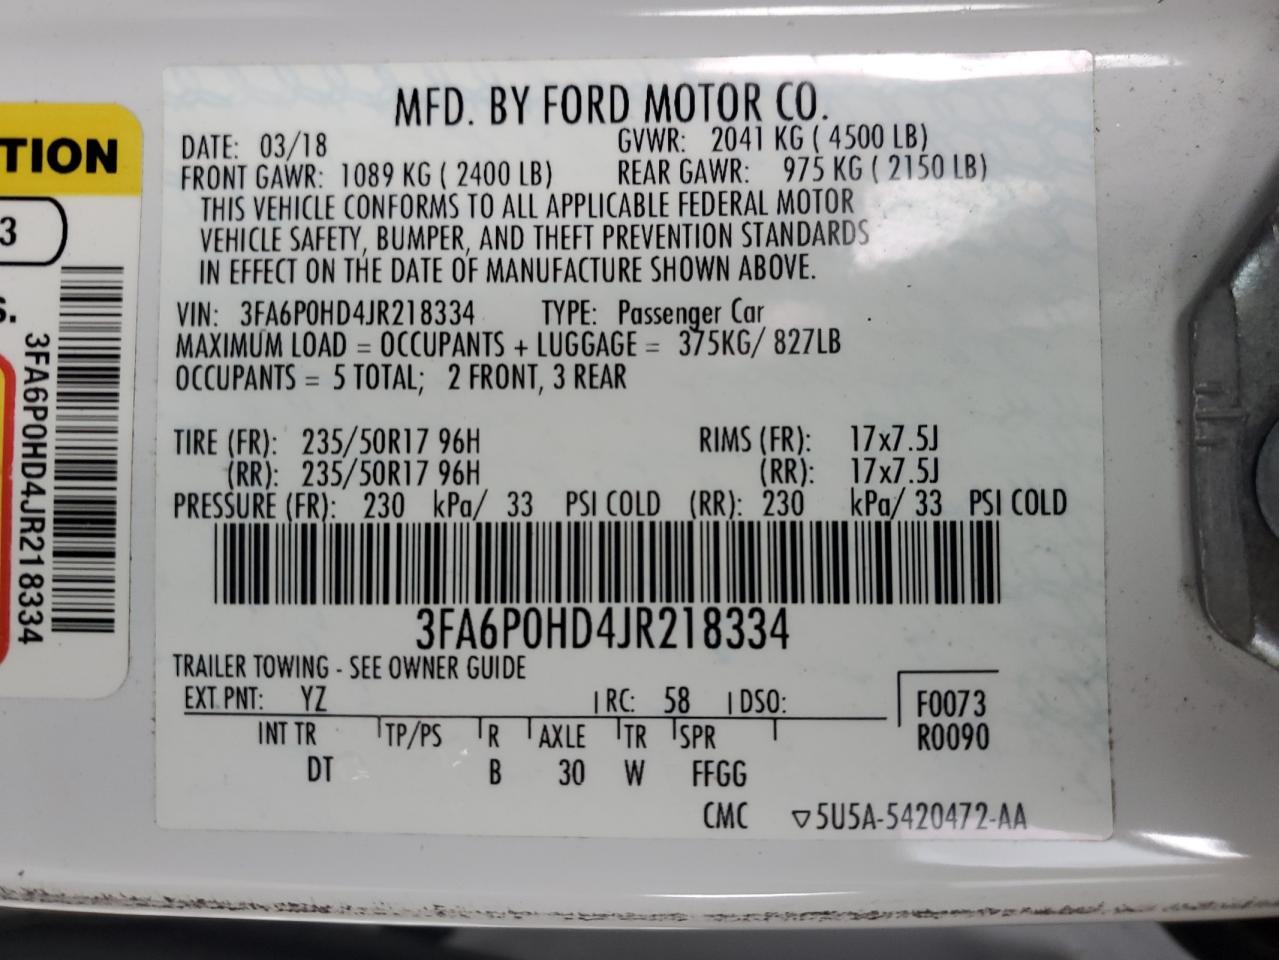 TION
3
S.
3FA6P0HD4JR218334
MFD. BY FORD MOTOR CO.
DATE: 03/18 GVWR: 2041 KG ( 4500 LB)
FRONT GAWR: 1089 KG ( 2400 LB) REAR GAWR: 975 KG ( 2150 LB)
THIS VEHICLE CONFORMS TO ALL APPLICABLE FEDERAL MOTOR
VEHICLE SAFETY, BUMPER, AND THEFT PREVENTION STANDARDS
IN EFFECT ON THE DATE OF MANUFACTURE SHOWN ABOVE.
VIN: 3FA6P0HD4JR218334 TYPE: Passenger Car
MAXIMUM LOAD = OCCUPANTS + LUGGAGE = 375KG/ 827LB
OCCUPANTS = 5 TOTAL; 2 FRONT, 3 REAR
TIRE (FR): 235/50R17 96H RIMS (FR): 17x7.5J
(RR): 235/50R17 96H (RR): 17x7.5J
PRESSURE (FR): 230 kPa/ 33 PSI COLD (RR): 230 kPa/ 33 PSI COLD
3FA6P0HD4JR218334
TRAILER TOWING - SEE OWNER GUIDE
EXT PNT: YZ RC: 58 DSO: F0073
INT TR TP/PS R AXLE TR SPR R0090
DT B 30 W FFGG
CMC ▽5U5A-5420472-AA